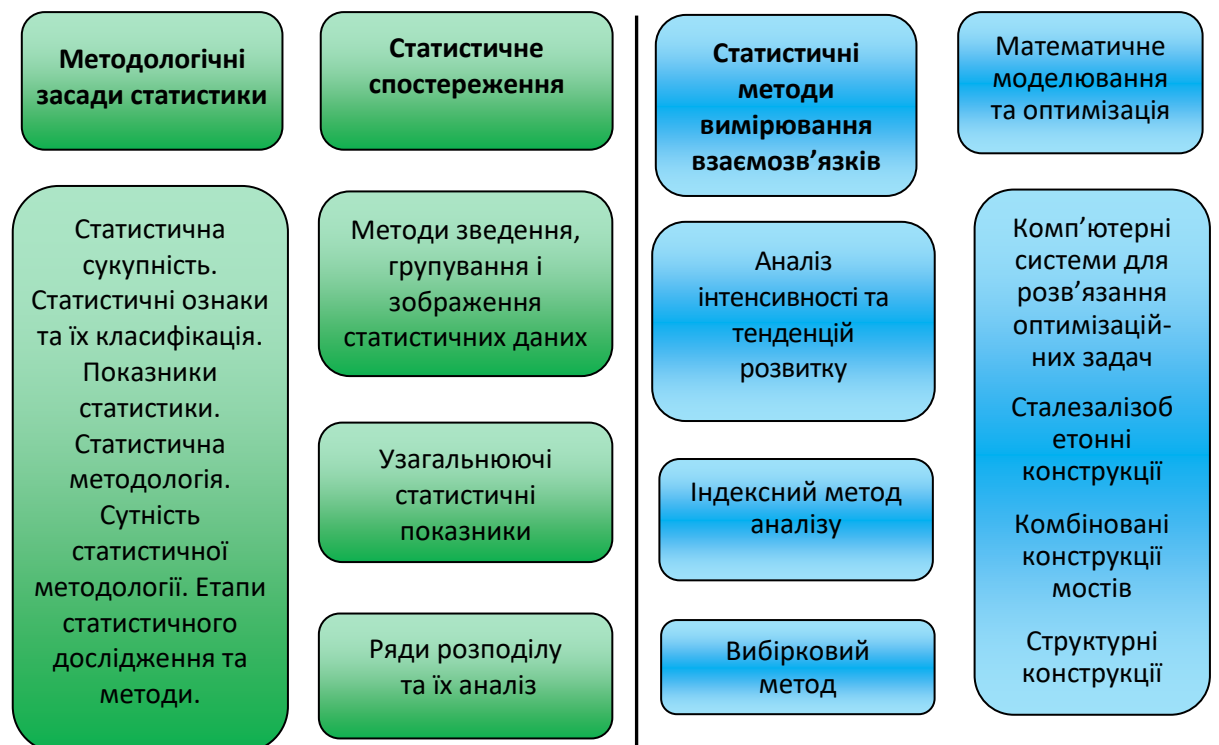 Методологічні
засади статистики
Статистична
сукупність.
Статистичні ознаки
та їх класифікація.
Показники
статистики.
Статистична
методологія.
Сутність
статистичної
методології. Етапи
статистичного
дослідження та
методи.
Статистичне
спостереження
Методи зведення,
групування і
зображення
статистичних даних
Узагальнюючі
статистичні
показники
Ряди розподілу
та їх аналіз
Статистичні
методи
вимірювання
взаємозв’язків
Аналіз
інтенсивності та
тенденцій
розвитку
Індексний метод
аналізу
Вибірковий
метод
Математичне
моделювання
та оптимізація
Комп’ютерні
системи для
розв’язання
оптимізацій-
них задач
Сталезалізоб
етонні
конструкції
Комбіновані
конструкції
мостів
Структурні
конструкції